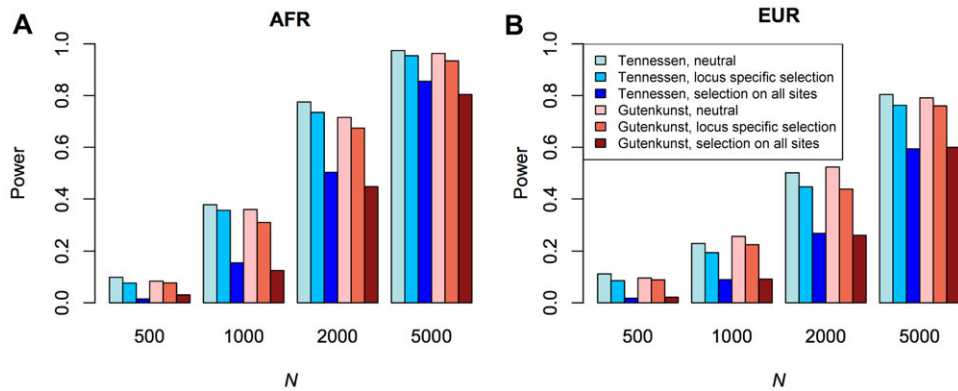 A
AFR
Power
0.0
0.2
0.4
0.6
0.8
1.0
500
1000
2000
5000
N
B
EUR
Tennessen, neutral
Tennessen, locus specific selection
Tennessen, selection on all sites
Gutenkunst, neutral
Gutenkunst, locus specific selection
Gutenkunst, selection on all sites
Power
0.0
0.2
0.4
0.6
0.8
1.0
500
1000
2000
5000
N